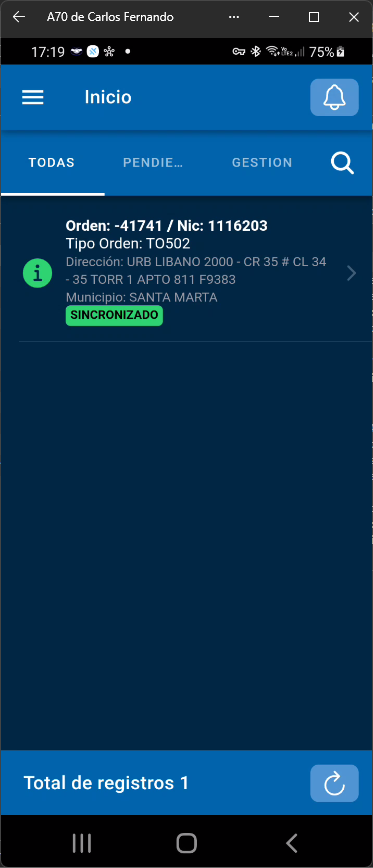 A70 de Carlos Fernando
17:19
75%
Inicio
TODAS
PENDIE...
GESTION
Orden: -41741 / Nic: 1116203
Tipo Orden: TO502
Dirección: URB LIBANO 2000 - CR 35 # CL 34
- 35 TORR 1 APTO 811 F9383
Municipio: SANTA MARTA
SINCRONIZADO
Total de registros 1